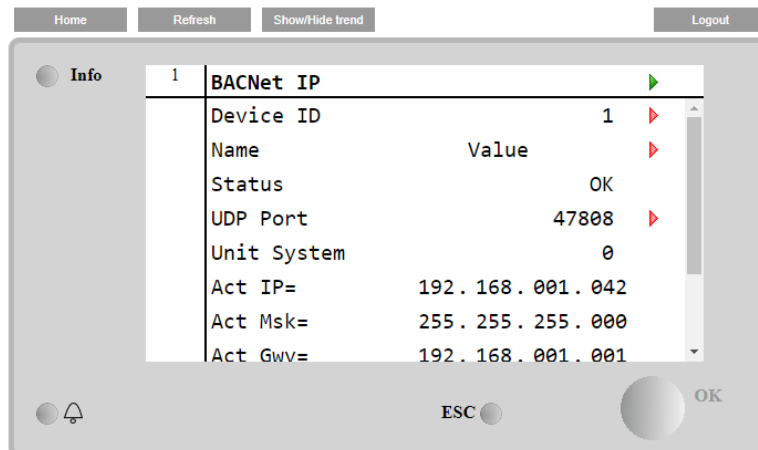 Home Refresh Show/Hide trend Logout
Info 1 BACNet IP
Device ID 1
Name Value
Status OK
UDP Port 47808
Unit System 0
Act IP= 192.168.001.042
Act Msk= 255.255.255.000
Act Gwy= 192.168.001.001
ESC OK